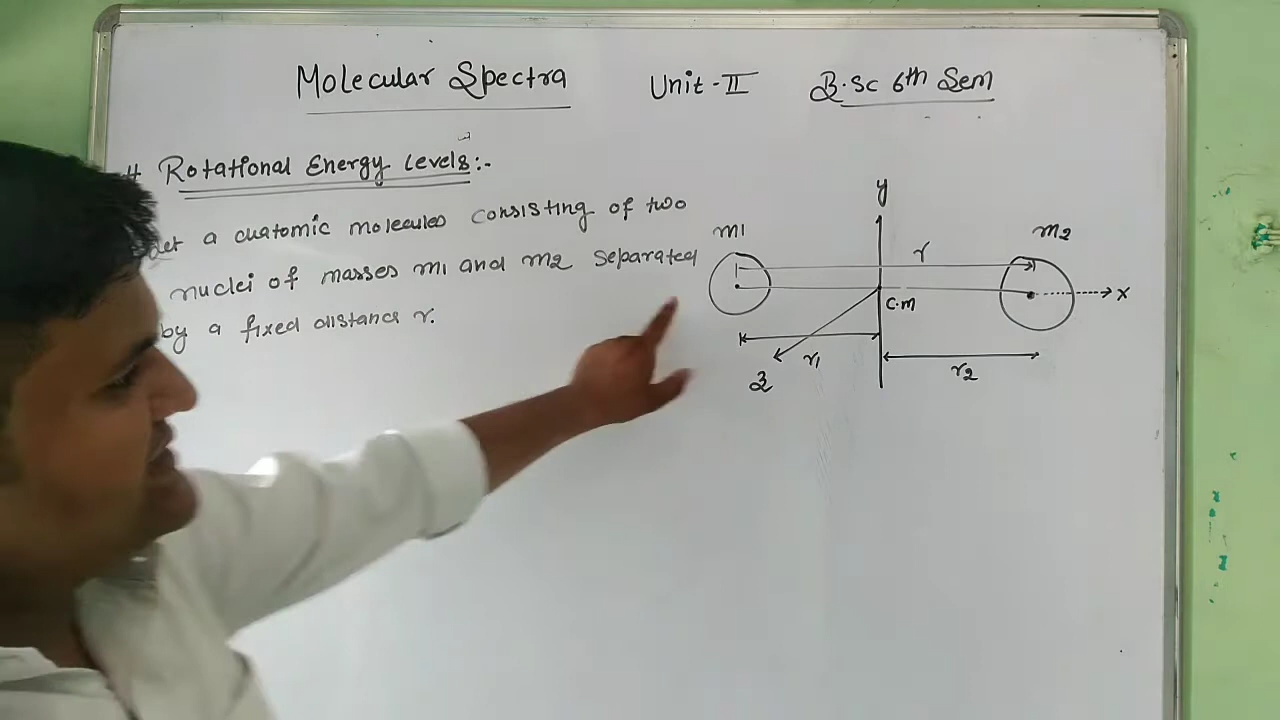 Molecular Spectra Unit-II B.Sc 6th Sem
# Rotational Energy Levels:-
Let a diatomic molecules consisting of two
nuclei of masses m1 and m2 separated
by a fixed distance r.
y
m1
m2
r
x
C.M
r1
r2
z